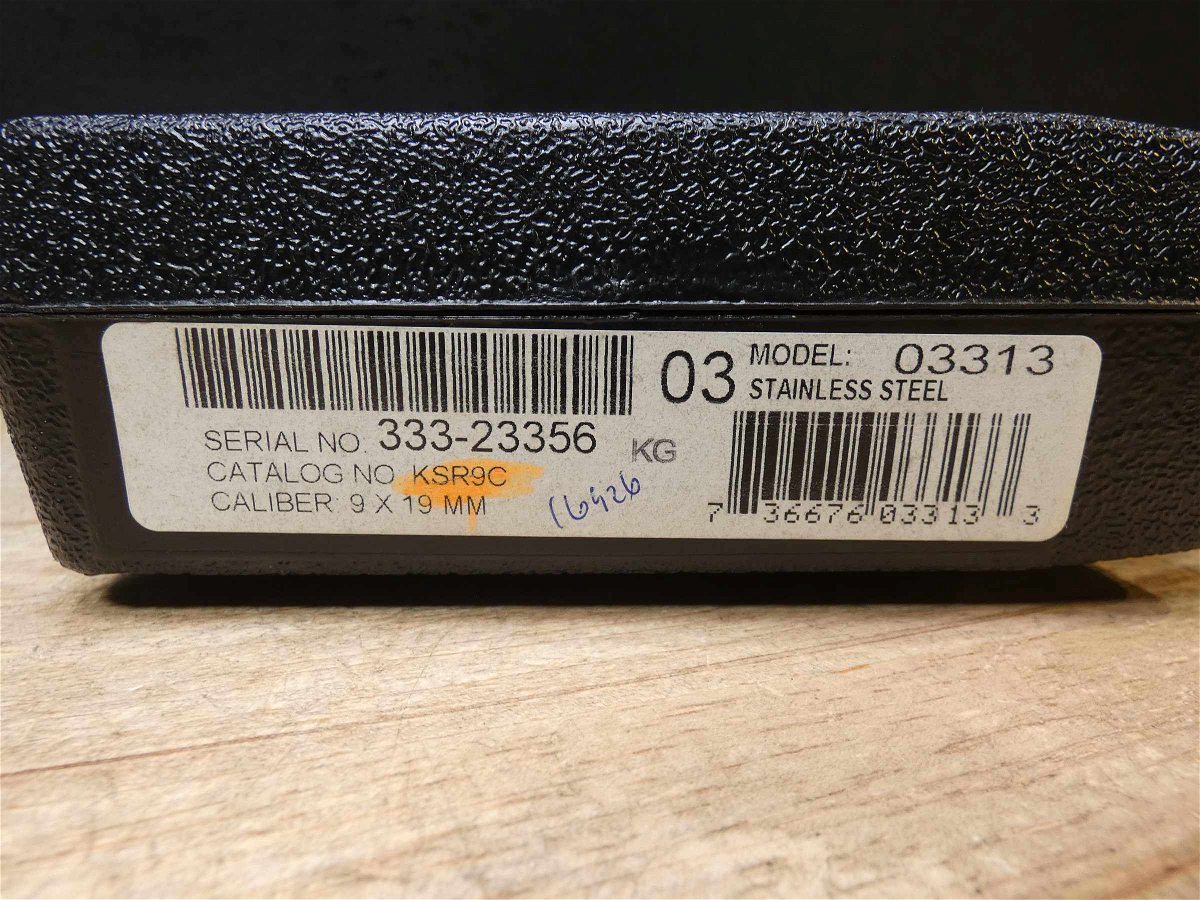 03 MODEL: 03313
STAINLESS STEEL
SERIAL NO. 333-23356 KG
CATALOG NO. KSR9C
CALIBER: 9 X 19 MM
16426
7 36676 03313 3